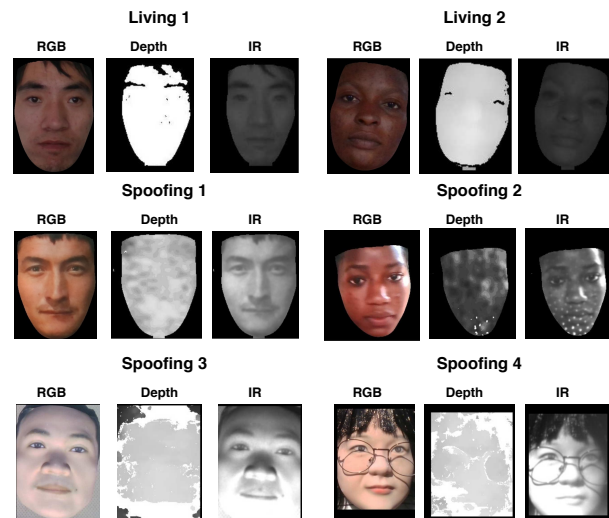 Living 1 Living 2
RGB Depth IR RGB Depth IR
Spoofing 1 Spoofing 2
RGB Depth IR RGB Depth IR
Spoofing 3 Spoofing 4
RGB Depth IR RGB Depth IR